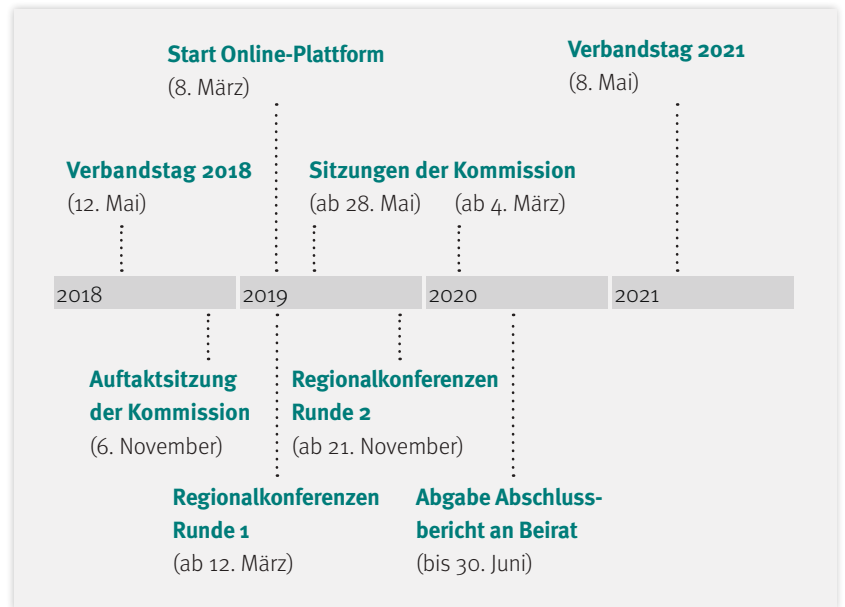 Start Online-Plattform
(8. März)
Verbandstag 2021
(8. Mai)
Verbandstag 2018
(12. Mai)
Sitzungen der Kommission
(ab 28. Mai) (ab 4. März)
2018 2019 2020 2021
Auftaktsitzung
der Kommission
(6. November)
Regionalkonferenzen
Runde 2
(ab 21. November)
Regionalkonferenzen
Runde 1
(ab 12. März)
Abgabe Abschluss-
bericht an Beirat
(bis 30. Juni)